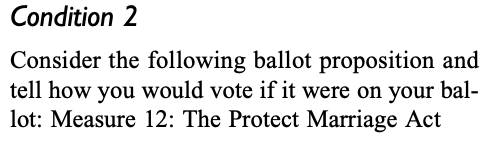 Condition 2
Consider the following ballot proposition and
tell how you would vote if it were on your bal-
lot: Measure 12: The Protect Marriage Act